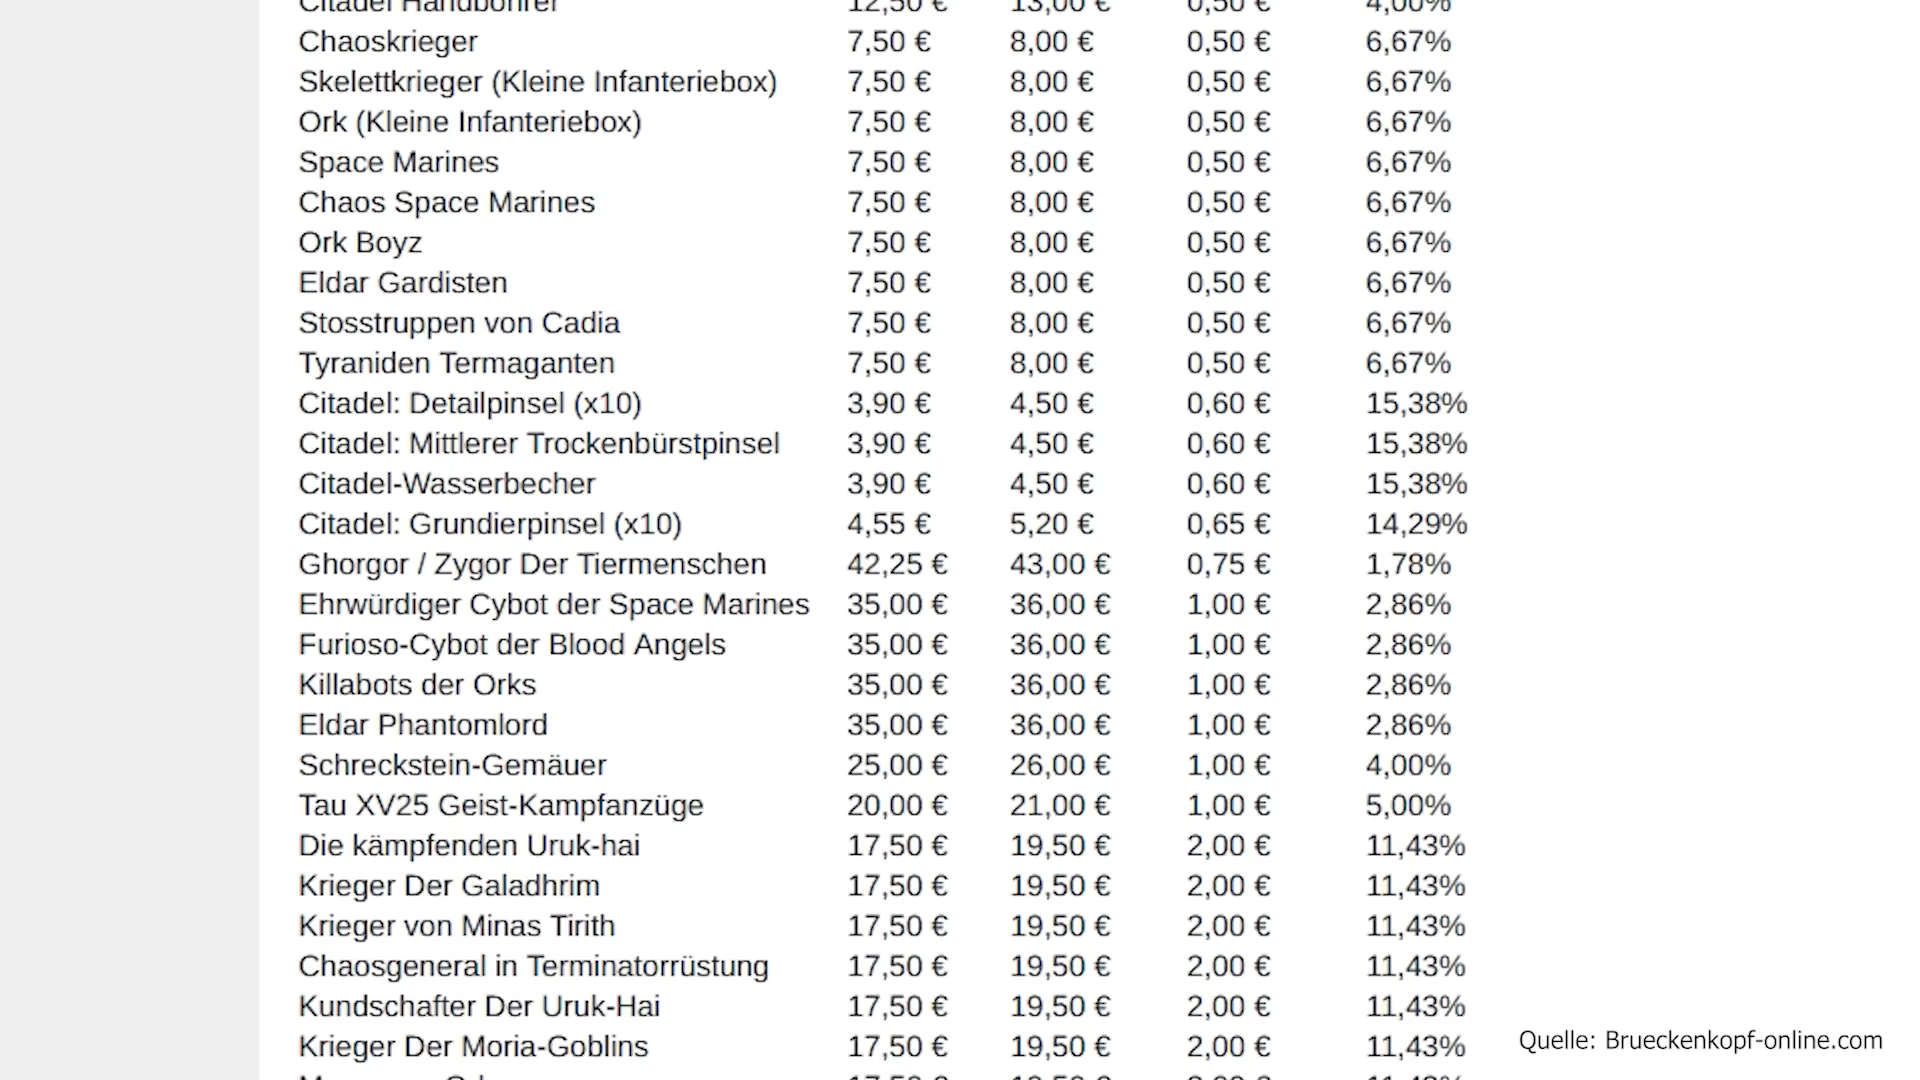 Citadel Handbohrer 12,50 € 13,00 € 0,50 € 4,00%
Chaoskrieger 7,50 € 8,00 € 0,50 € 6,67%
Skelettkrieger (Kleine Infanteriebox) 7,50 € 8,00 € 0,50 € 6,67%
Ork (Kleine Infanteriebox) 7,50 € 8,00 € 0,50 € 6,67%
Space Marines 7,50 € 8,00 € 0,50 € 6,67%
Chaos Space Marines 7,50 € 8,00 € 0,50 € 6,67%
Ork Boyz 7,50 € 8,00 € 0,50 € 6,67%
Eldar Gardisten 7,50 € 8,00 € 0,50 € 6,67%
Stosstruppen von Cadia 7,50 € 8,00 € 0,50 € 6,67%
Tyraniden Termaganten 7,50 € 8,00 € 0,50 € 6,67%
Citadel: Detailpinsel (x10) 3,90 € 4,50 € 0,60 € 15,38%
Citadel: Mittlerer Trockenbürstpinsel 3,90 € 4,50 € 0,60 € 15,38%
Citadel-Wasserbecher 3,90 € 4,50 € 0,60 € 15,38%
Citadel: Grundierpinsel (x10) 4,55 € 5,20 € 0,65 € 14,29%
Ghorgor / Zygor Der Tiermenschen 42,25 € 43,00 € 0,75 € 1,78%
Ehrwürdiger Cybot der Space Marines 35,00 € 36,00 € 1,00 € 2,86%
Furioso-Cybot der Blood Angels 35,00 € 36,00 € 1,00 € 2,86%
Killabots der Orks 35,00 € 36,00 € 1,00 € 2,86%
Eldar Phantomlord 35,00 € 36,00 € 1,00 € 2,86%
Schreckstein-Gemäuer 25,00 € 26,00 € 1,00 € 4,00%
Tau XV25 Geist-Kampfanzüge 20,00 € 21,00 € 1,00 € 5,00%
Die kämpfenden Uruk-hai 17,50 € 19,50 € 2,00 € 11,43%
Krieger Der Galadhrim 17,50 € 19,50 € 2,00 € 11,43%
Krieger von Minas Tirith 17,50 € 19,50 € 2,00 € 11,43%
Chaosgeneral in Terminatorrüstung 17,50 € 19,50 € 2,00 € 11,43%
Kundschafter Der Uruk-Hai 17,50 € 19,50 € 2,00 € 11,43%
Krieger Der Moria-Goblins 17,50 € 19,50 € 2,00 € 11,43%
Quelle: Brueckenkopf-online.com